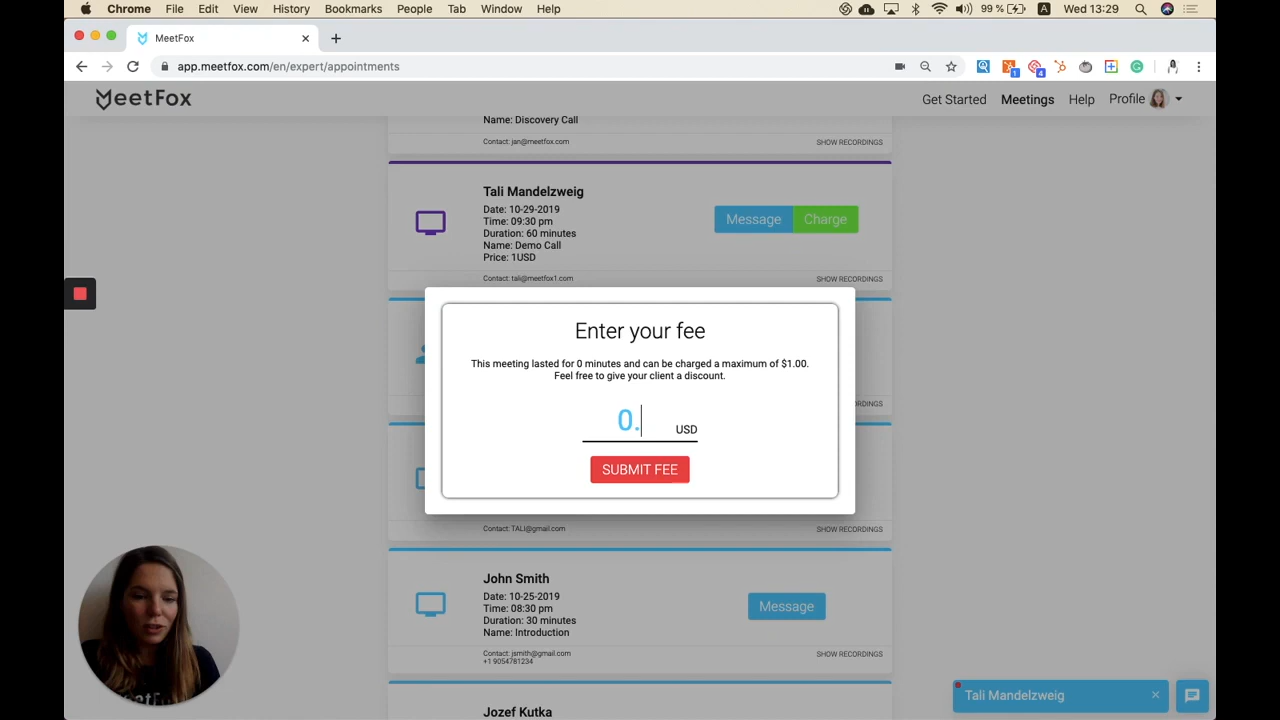 Chrome File Edit View History Bookmarks People Tab Window Help 99 % A Wed 13:29
MeetFox
app.meetfox.com/en/expert/appointments
1 4
MeetFox Get Started Meetings Help Profile
Name: Discovery Call
Contact: jan@meetfox.com SHOW RECORDINGS
Tali Mandelzweig
Date: 10-29-2019
Time: 09:30 pm
Duration: 60 minutes
Name: Demo Call
Price: 1USD
Message Charge
Contact: tali@meetfox1.com SHOW RECORDINGS
Enter your fee
This meeting lasted for 0 minutes and can be charged a maximum of $1.00.
Feel free to give your client a discount.
0. USD
SUBMIT FEE
Contact: TALI@gmail.com SHOW RECORDINGS
John Smith
Date: 10-25-2019
Time: 08:30 pm
Duration: 30 minutes
Name: Introduction
Message
Contact: jsmith@gmail.com SHOW RECORDINGS
+1 9054781234
Jozef Kutka
Tali Mandelzweig